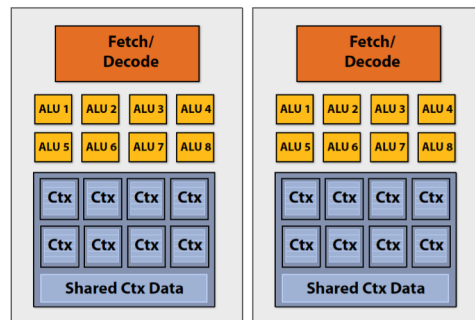 Fetch/
Decode
ALU 1 ALU 2 ALU 3 ALU 4
ALU 5 ALU 6 ALU 7 ALU 8
Ctx Ctx Ctx Ctx
Ctx Ctx Ctx Ctx
Shared Ctx Data
Fetch/
Decode
ALU 1 ALU 2 ALU 3 ALU 4
ALU 5 ALU 6 ALU 7 ALU 8
Ctx Ctx Ctx Ctx
Ctx Ctx Ctx Ctx
Shared Ctx Data